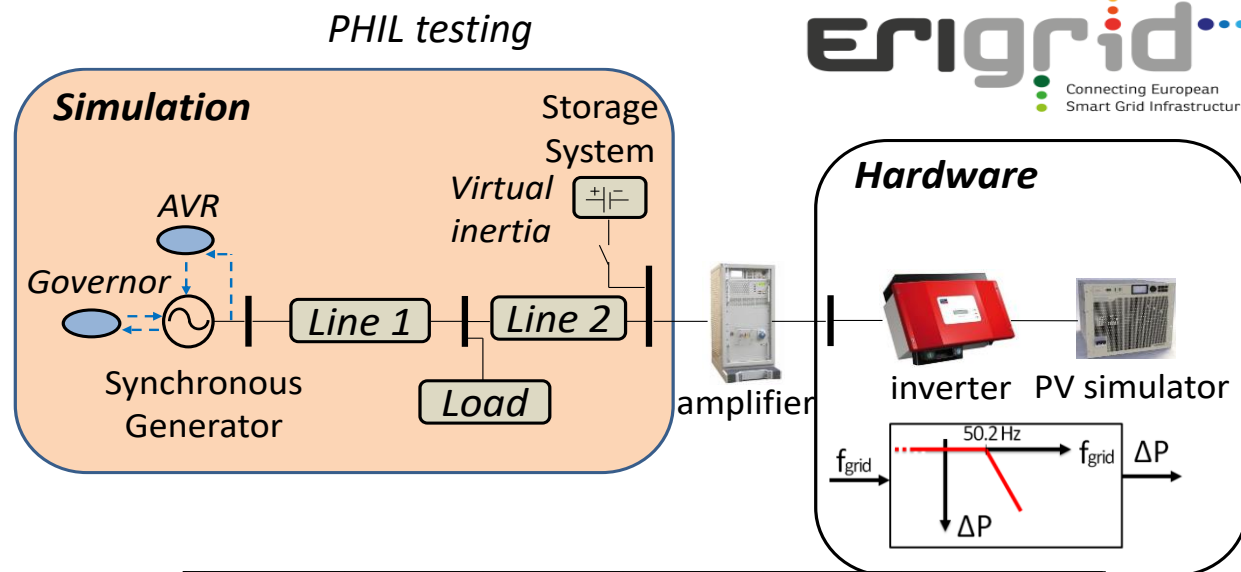 PHIL testing
ErIGrid
Connecting European
Smart Grid Infrastructur
Simulation
Storage
System
Virtual
inertia
+ −
AVR
Governor
Line 1
Line 2
Load
Synchronous
Generator
amplifier
Hardware
inverter
PV simulator
50.2 Hz
fgrid
fgrid
ΔP
ΔP